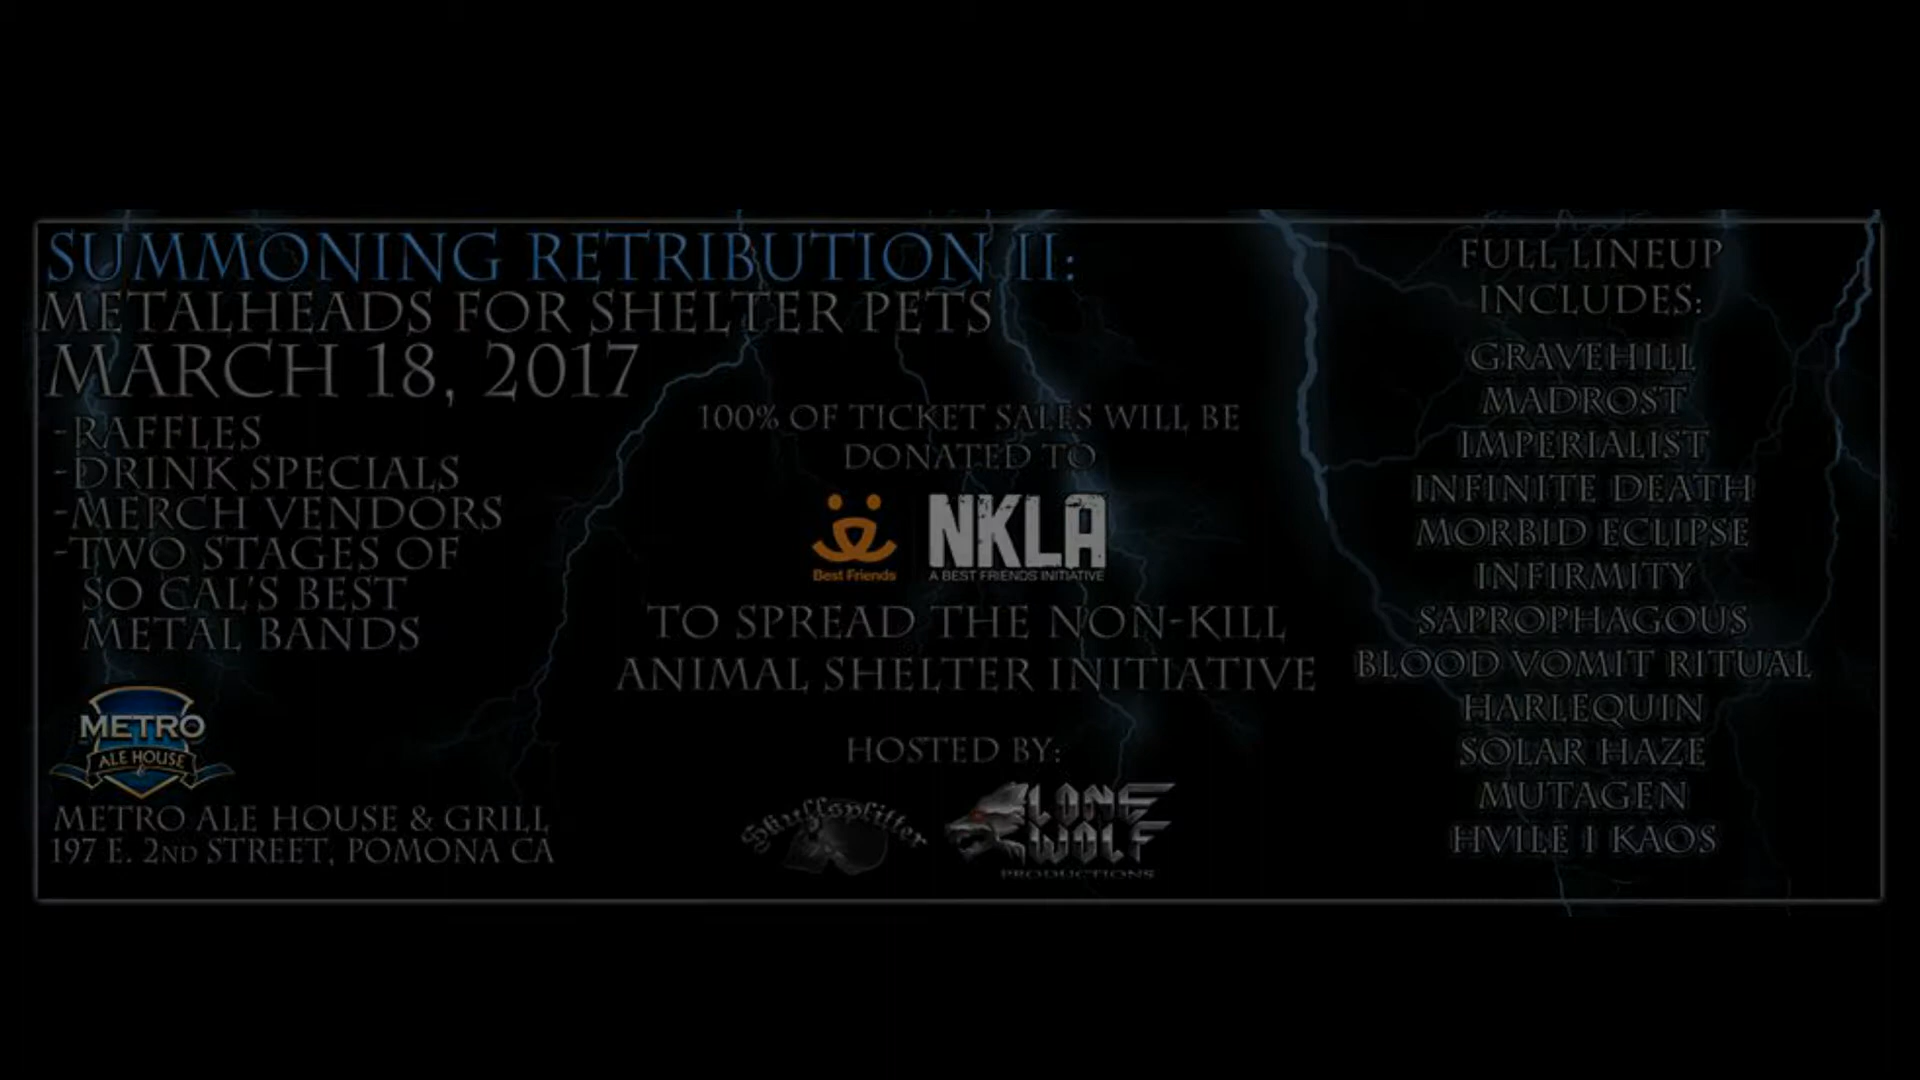 SUMMONING RETRIBUTION II:
METALHEADS FOR SHELTER PETS
MARCH 18, 2017
-RAFFLES
-DRINK SPECIALS
-MERCH VENDORS
-TWO STAGES OF
SO CAL'S BEST
METAL BANDS
METRO
ALE HOUSE
METRO ALE HOUSE & GRILL
197 E. 2ND STREET, POMONA CA
100% OF TICKET SALES WILL BE
DONATED TO
Best Friends
NKLA
A BEST FRIENDS INITIATIVE
TO SPREAD THE NON-KILL
ANIMAL SHELTER INITIATIVE
HOSTED BY:
Skullsplitter
LONE
WOLF
PRODUCTIONS
FULL LINEUP
INCLUDES:
GRAVEHILL
MADROST
IMPERIALIST
INFINITE DEATH
MORBID ECLIPSE
INFIRMITY
SAPROPHAGOUS
BLOOD VOMIT RITUAL
HARLEQUIN
SOLAR HAZE
MUTAGEN
HVILE I KAOS